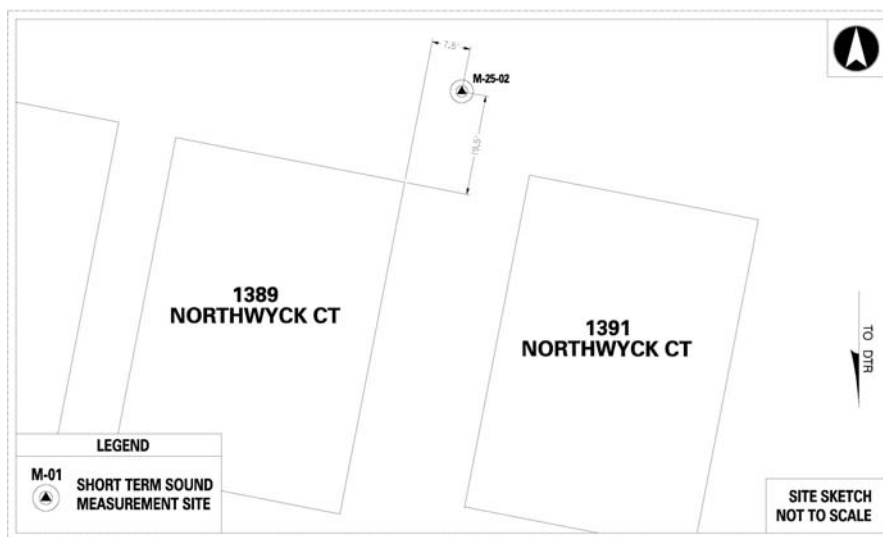 7.5'
M-25-02
19.5'
1389
NORTHWYCK CT
1391
NORTHWYCK CT
TO DTR
LEGEND
M-01
SHORT TERM SOUND
MEASUREMENT SITE
SITE SKETCH
NOT TO SCALE